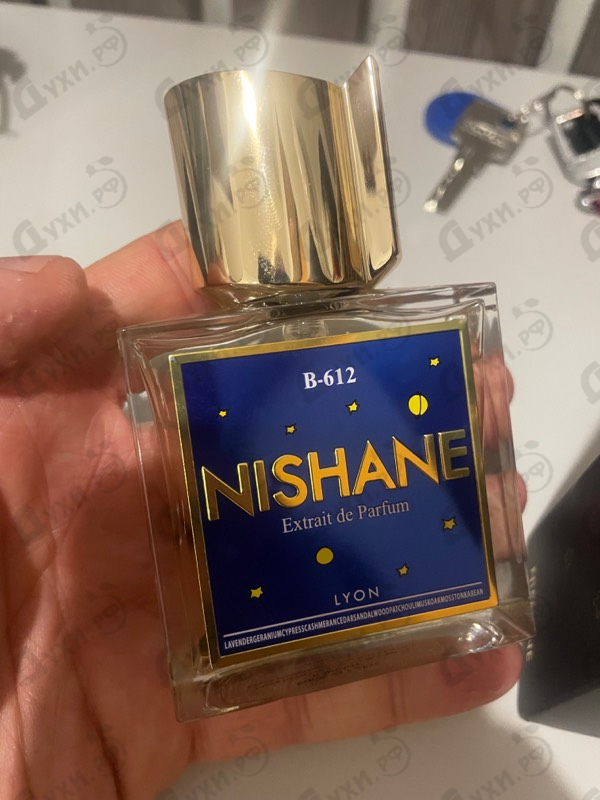 B-612
NISHANE
Extrait de Parfum
LYON
LAVENDERGERANIUMCYPRESSCASHMERANCEDARSANDALWOODPATCHOULIMUSKOAKMOSSTONKABEAN
Духи.рф